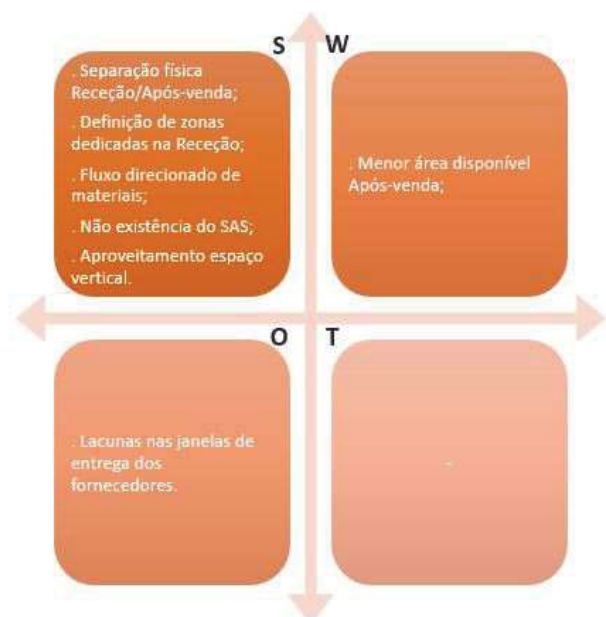 S W
. Separação física
Receção/Após-venda;
. Definição de zonas
dedicadas na Receção;
. Fluxo direcionado de
materiais;
. Não existência do SAS;
. Aproveitamento espaço
vertical.
. Menor área disponível
Após-venda;
O T
. Lacunas nas janelas de
entrega dos
fornecedores.
-